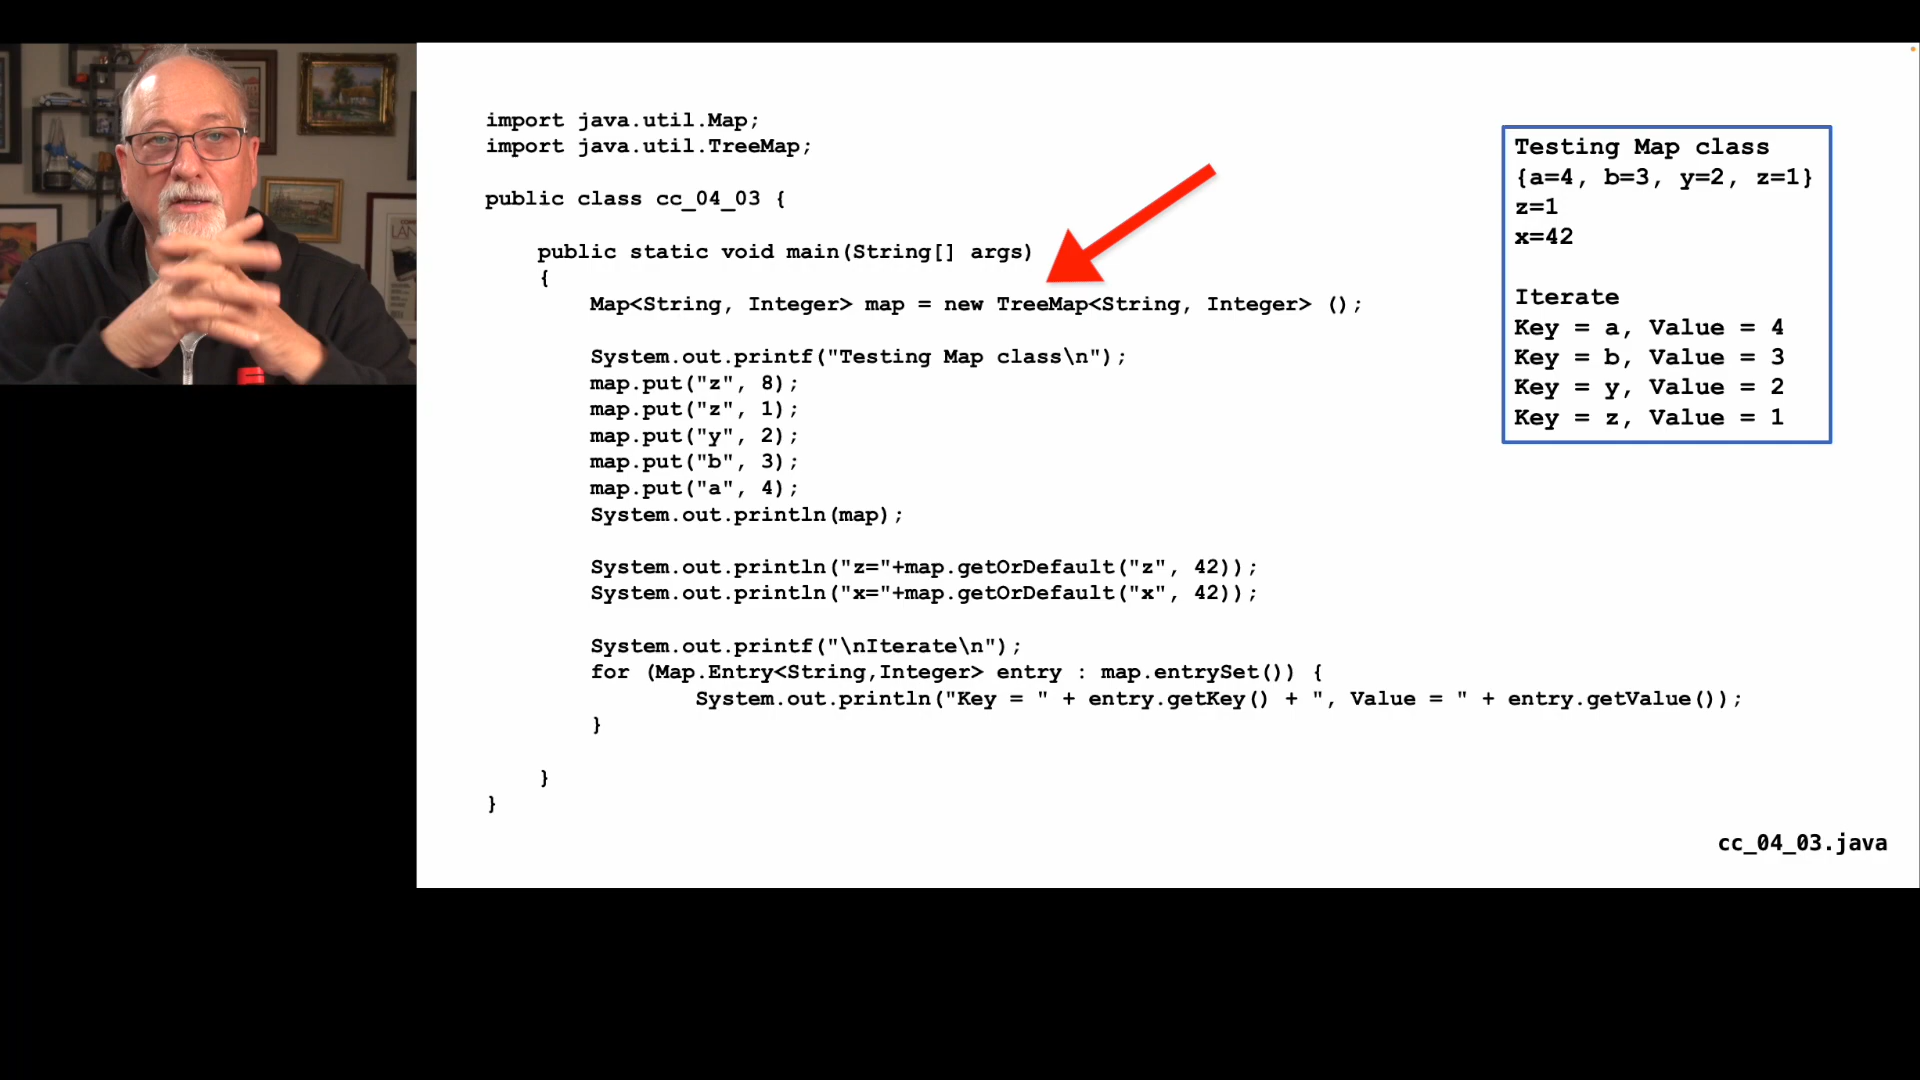 import java.util.Map;
import java.util.TreeMap;
public class cc_04_03 {
public static void main(String[] args)
{
Map<String, Integer> map = new TreeMap<String, Integer> ();
System.out.printf("Testing Map class\n");
map.put("z", 8);
map.put("z", 1);
map.put("y", 2);
map.put("b", 3);
map.put("a", 4);
System.out.println(map);
System.out.println("z="+map.getOrDefault("z", 42));
System.out.println("x="+map.getOrDefault("x", 42));
System.out.printf("\nIterate\n");
for (Map.Entry<String,Integer> entry : map.entrySet()) {
System.out.println("Key = " + entry.getKey() + ", Value = " + entry.getValue());
}
}
}
Testing Map class
{a=4, b=3, y=2, z=1}
z=1
x=42
Iterate
Key = a, Value = 4
Key = b, Value = 3
Key = y, Value = 2
Key = z, Value = 1
cc_04_03.java